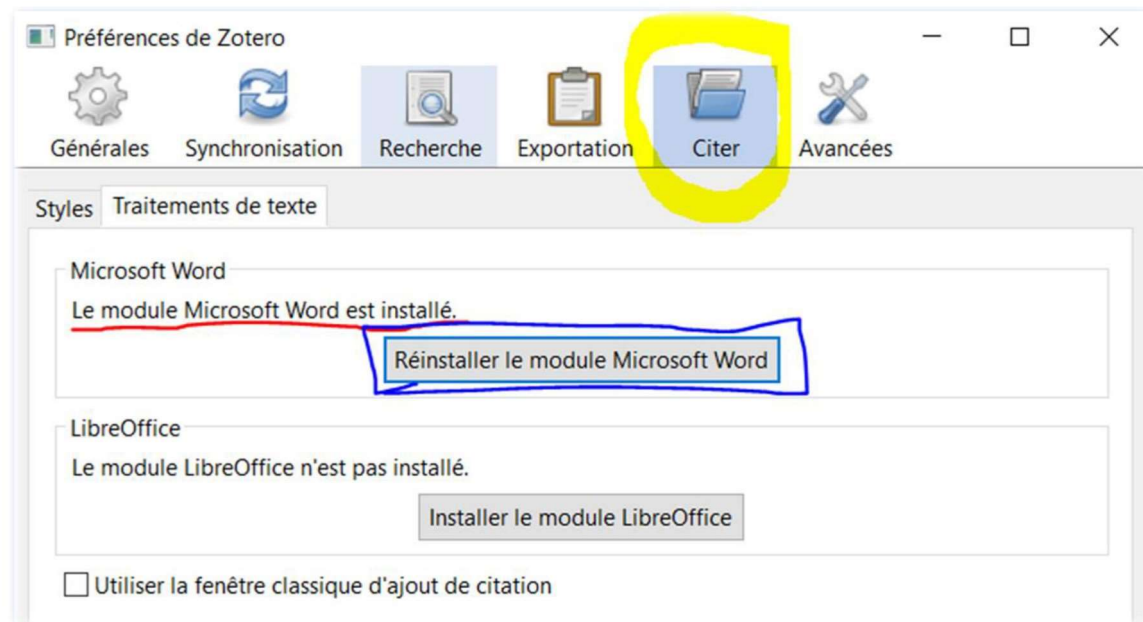 Préférences de Zotero
Générales Synchronisation Recherche Exportation Citer Avancées
Styles Traitements de texte
Microsoft Word
Le module Microsoft Word est installé.
Réinstaller le module Microsoft Word
LibreOffice
Le module LibreOffice n'est pas installé.
Installer le module LibreOffice
Utiliser la fenêtre classique d'ajout de citation